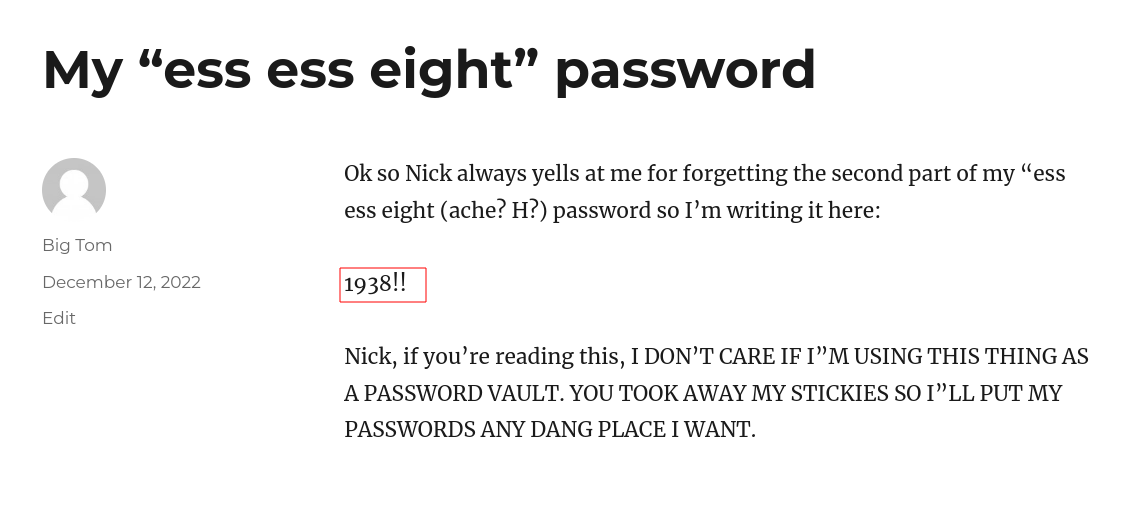 My “ess ess eight” password
Big Tom
December 12, 2022
Edit
Ok so Nick always yells at me for forgetting the second part of my “ess
ess eight (ache? H?) password so I’m writing it here:
1938!!
Nick, if you’re reading this, I DON’T CARE IF I”M USING THIS THING AS
A PASSWORD VAULT. YOU TOOK AWAY MY STICKIES SO I”LL PUT MY
PASSWORDS ANY DANG PLACE I WANT.